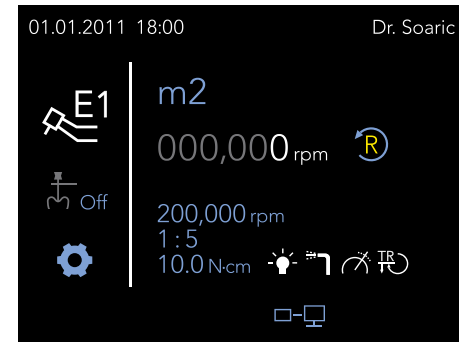 01.01.2011 18:00 Dr. Soaric
E1
m2
000,000 rpm R
Off
200,000 rpm
1 : 5
10.0 N·cm TR